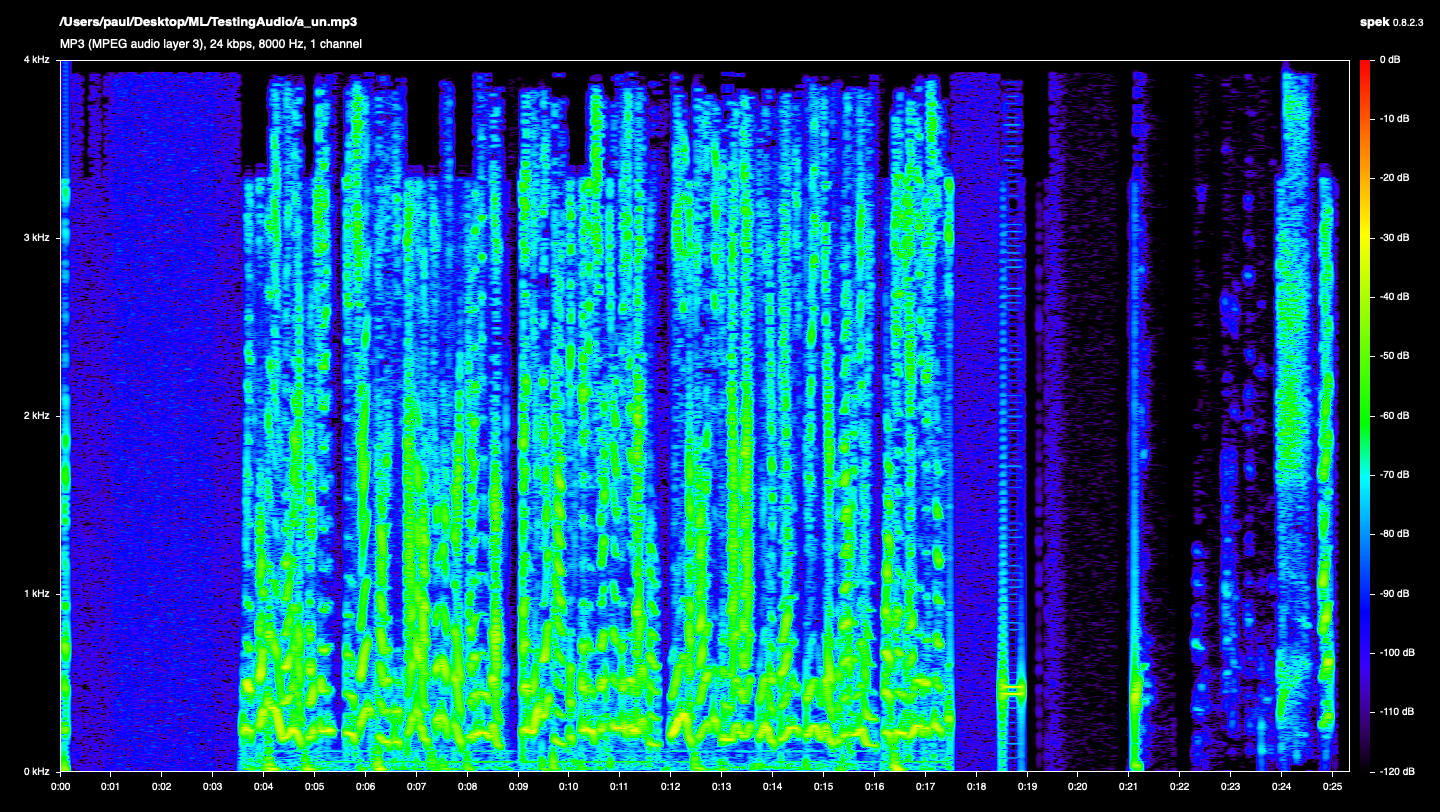 /Users/paul/Desktop/ML/TestingAudio/a_un.mp3
spek 0.8.2.3
MP3 (MPEG audio layer 3), 24 kbps, 8000 Hz, 1 channel
4 kHz
3 kHz
2 kHz
1 kHz
0 kHz
0:00 0:01 0:02 0:03 0:04 0:05 0:06 0:07 0:08 0:09 0:10 0:11 0:12 0:13 0:14 0:15 0:16 0:17 0:18 0:19 0:20 0:21 0:22 0:23 0:24 0:25
0 dB
-10 dB
-20 dB
-30 dB
-40 dB
-50 dB
-60 dB
-70 dB
-80 dB
-90 dB
-100 dB
-110 dB
-120 dB